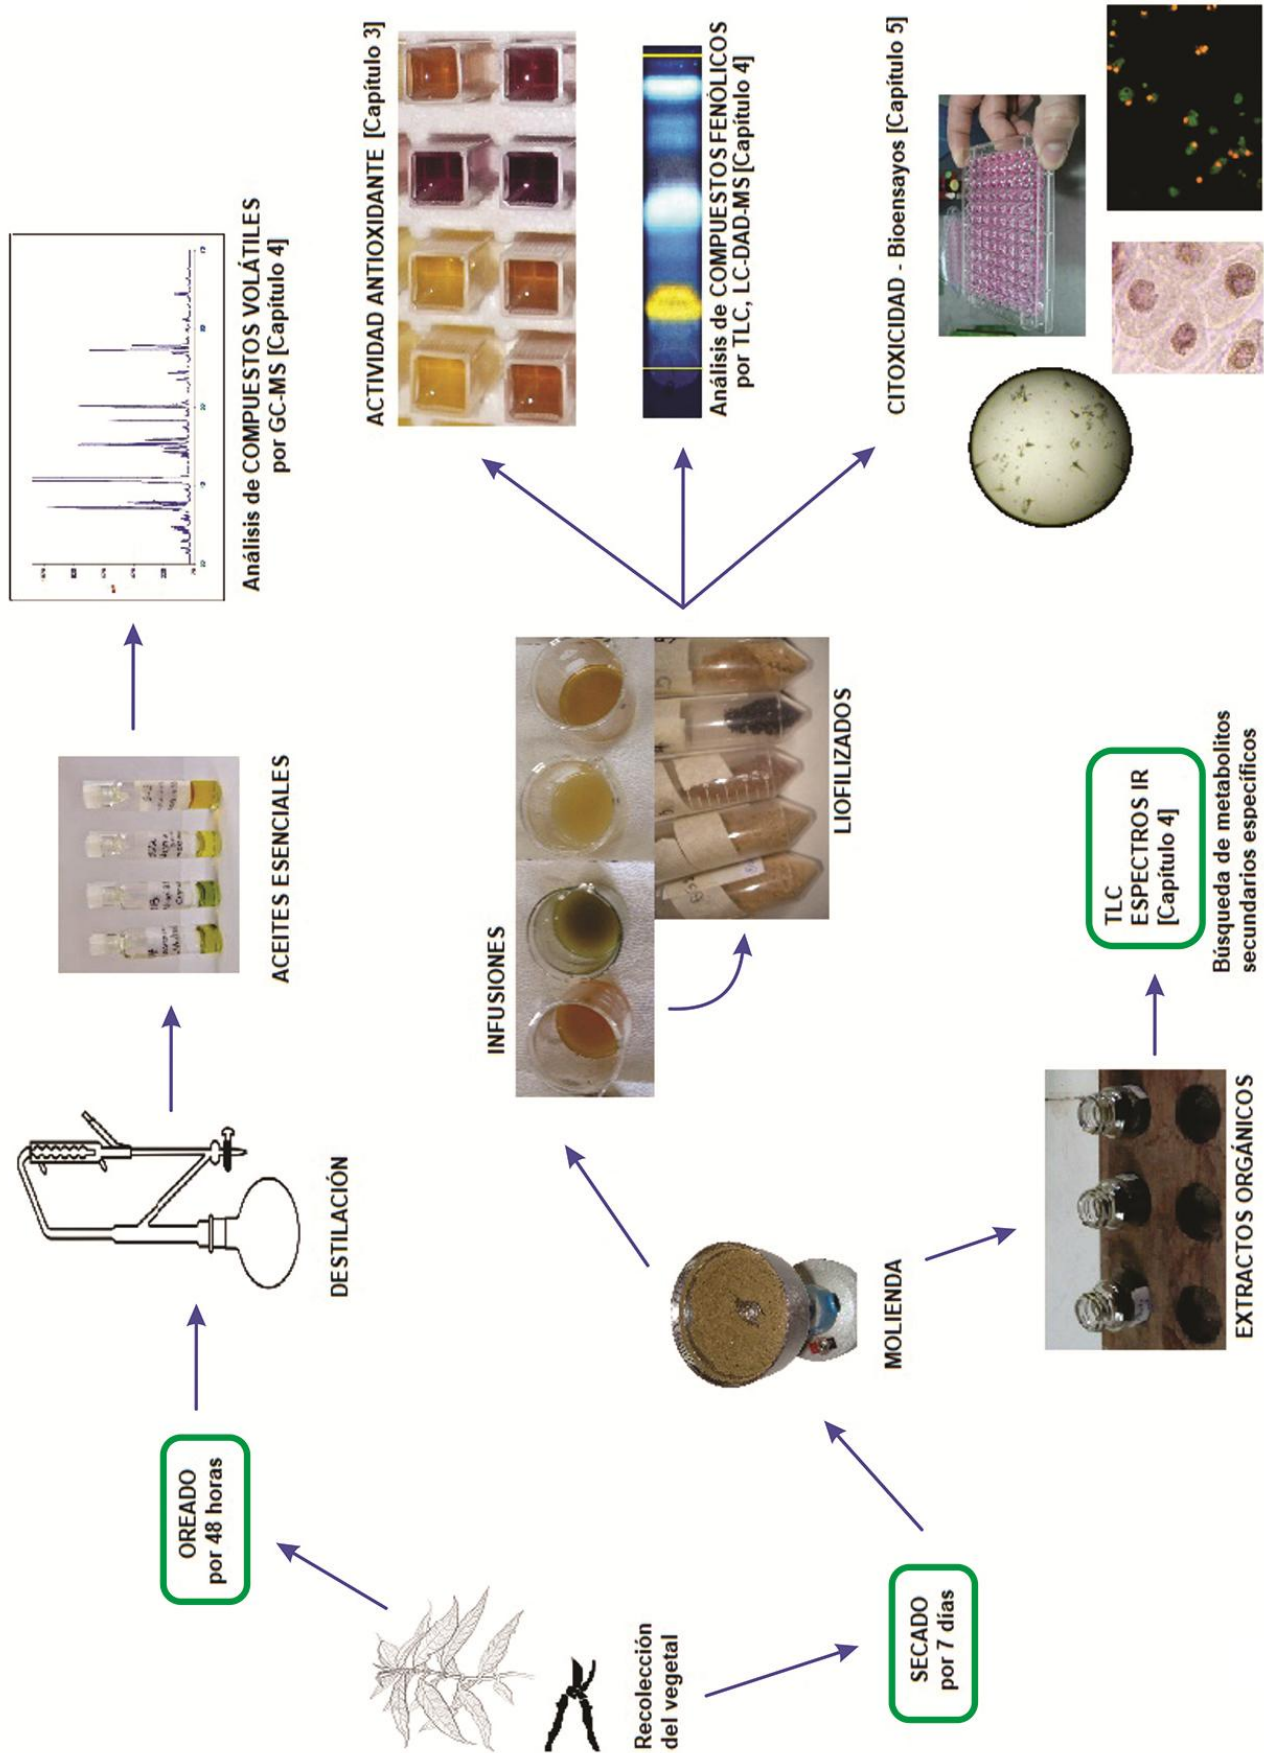 Recolección
del vegetal
OREADO
por 48 horas
DESTILACIÓN
ACEITES ESENCIALES
Análisis de COMPUESTOS VOLÁTILES
por GC-MS [Capítulo 4]
SECADO
por 7 días
MOLIENDA
INFUSIONES
LIOFILIZADOS
ACTIVIDAD ANTIOXIDANTE [Capítulo 3]
Análisis de COMPUESTOS FENÓLICOS
por TLC, LC-DAD-MS [Capítulo 4]
CITOXICIDAD - Bioensayos [Capítulo 5]
EXTRACTOS ORGÁNICOS
TLC
ESPECTROS IR
[Capítulo 4]
Búsqueda de metabolitos
secundarios específicos